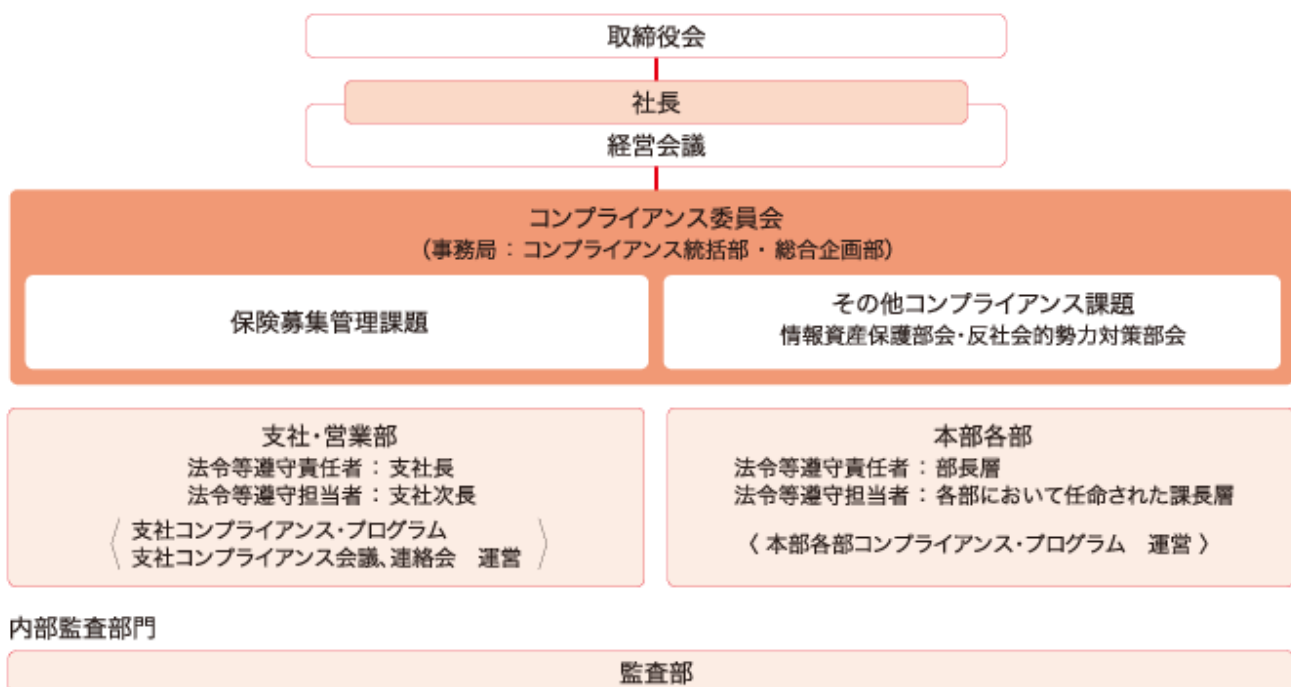 取締役会
社長
経営会議
コンプライアンス委員会
（事務局：コンプライアンス統括部・総合企画部）
保険募集管理課題
その他コンプライアンス課題
情報資産保護部会・反社会的勢力対策部会
支社・営業部
法令等遵守責任者：支社長
法令等遵守担当者：支社次長
支社コンプライアンス・プログラム
支社コンプライアンス会議、連絡会　運営
本部各部
法令等遵守責任者：部長層
法令等遵守担当者：各部において任命された課長層
〈 本部各部コンプライアンス・プログラム　運営 〉
内部監査部門
監査部